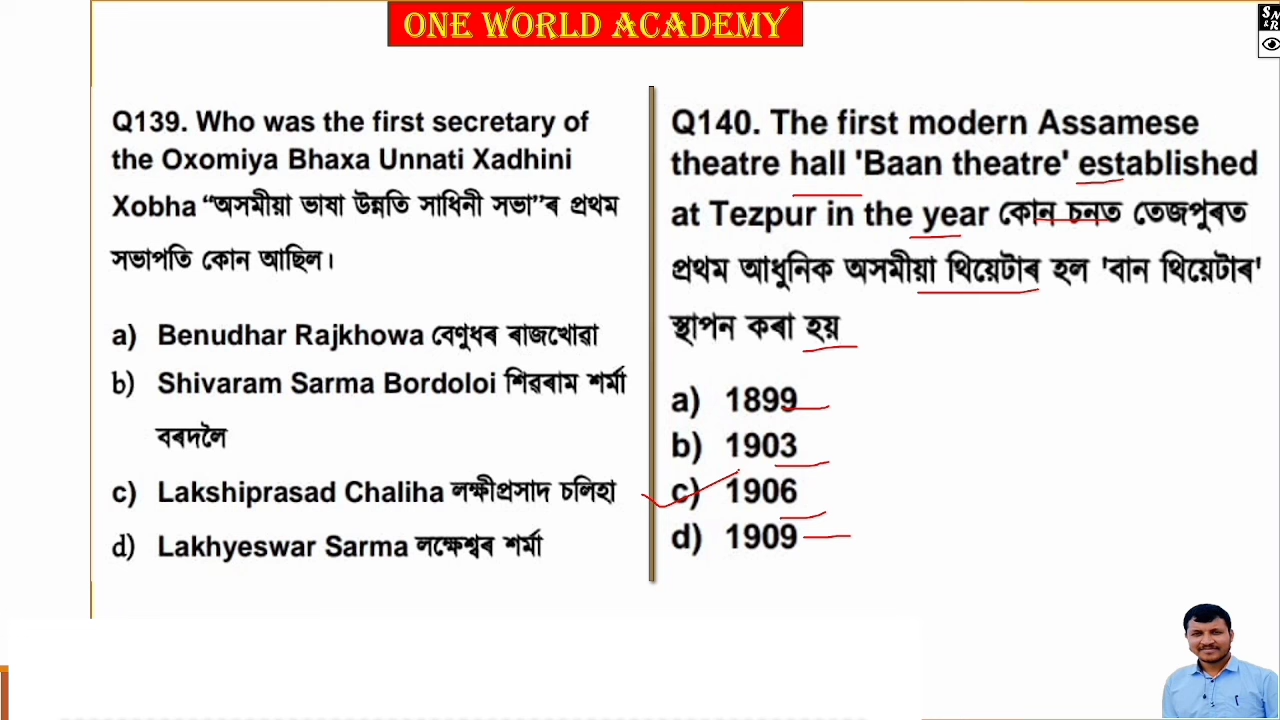 ONE WORLD ACADEMY
Q139. Who was the first secretary of
the Oxomiya Bhaxa Unnati Xadhini
Xobha “অসমীয়া ভাষা উন্নতি সাধিনী সভা”ৰ প্ৰথম
সভাপতি কোন আছিল।
a) Benudhar Rajkhowa বেণুধৰ ৰাজখোৱা
b) Shivaram Sarma Bordoloi শিৱৰাম শৰ্মা
বৰদলৈ
c) Lakshiprasad Chaliha লক্ষীপ্ৰসাদ চলিহা
d) Lakhyeswar Sarma লক্ষেশ্বৰ শৰ্মা
Q140. The first modern Assamese
theatre hall 'Baan theatre' established
at Tezpur in the year কোন চনত তেজপুৰত
প্ৰথম আধুনিক অসমীয়া থিয়েটাৰ হল 'বান থিয়েটাৰ'
স্থাপন কৰা হয়
a) 1899
b) 1903
c) 1906
d) 1909